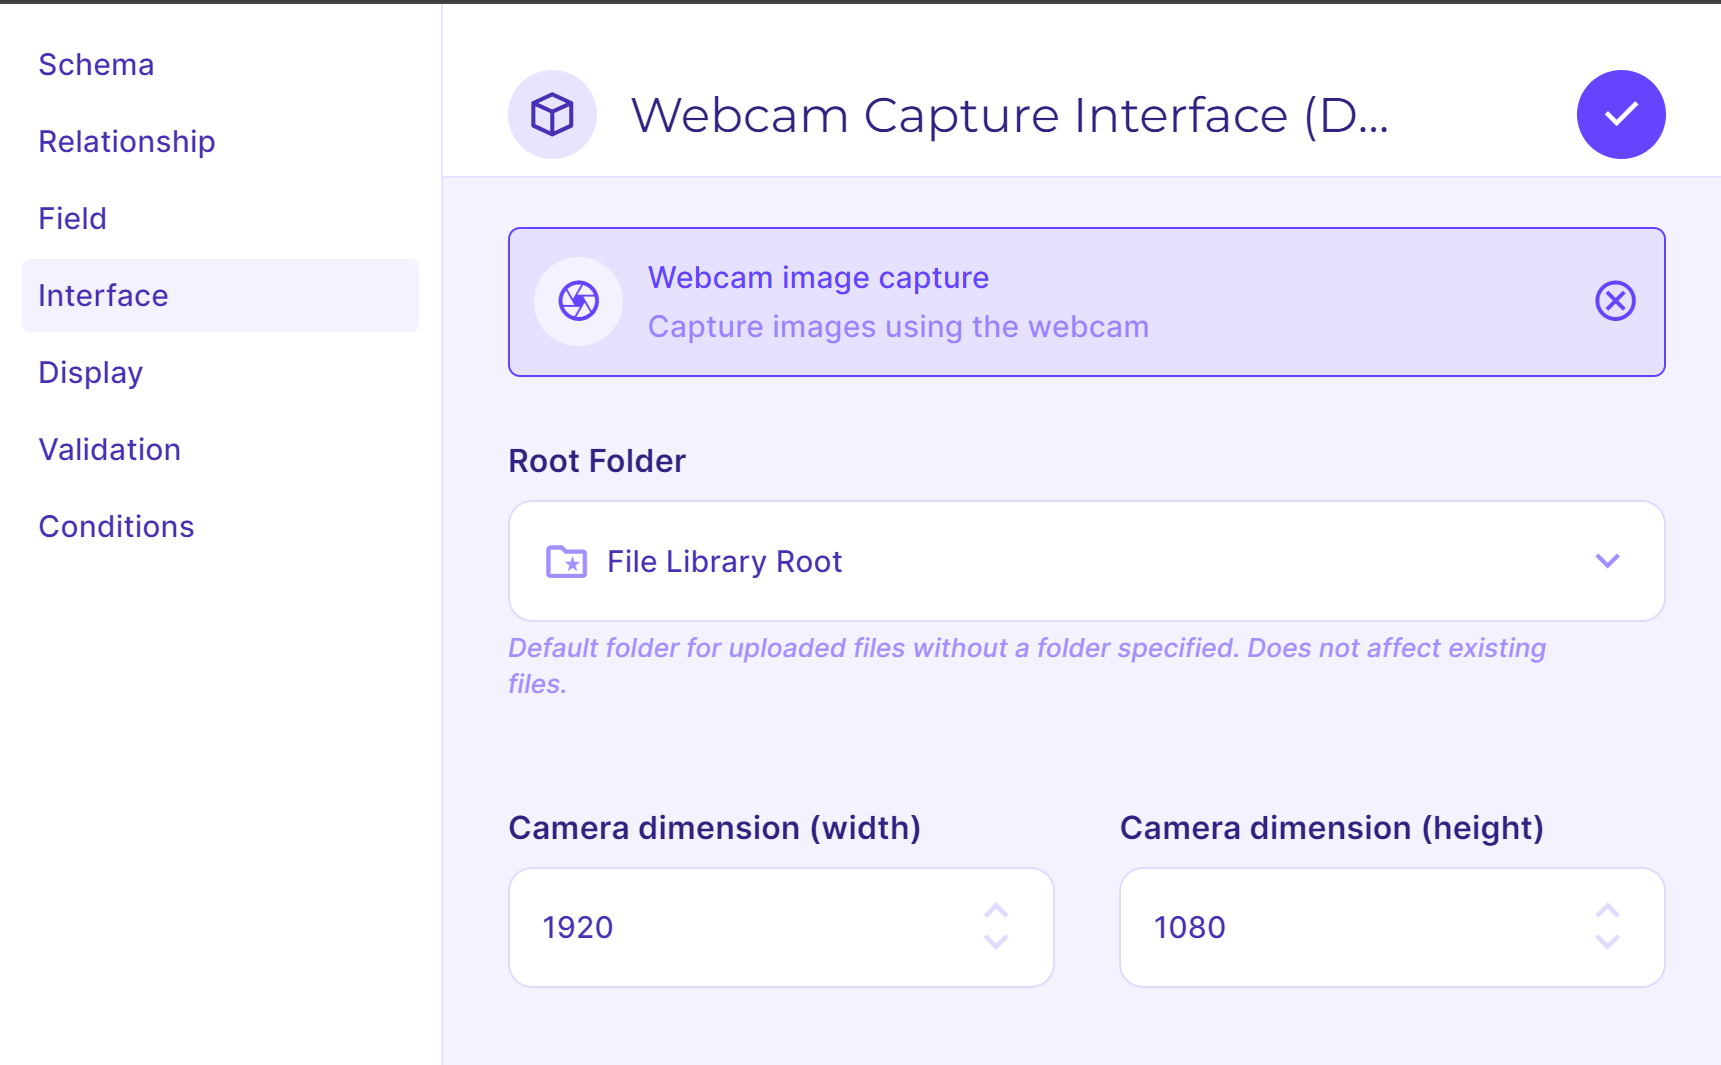 Schema
Relationship
Field
Interface
Display
Validation
Conditions
Webcam Capture Interface (D...
Webcam image capture
Capture images using the webcam
Root Folder
File Library Root
Default folder for uploaded files without a folder specified. Does not affect existing
files.
Camera dimension (width)
1920
Camera dimension (height)
1080